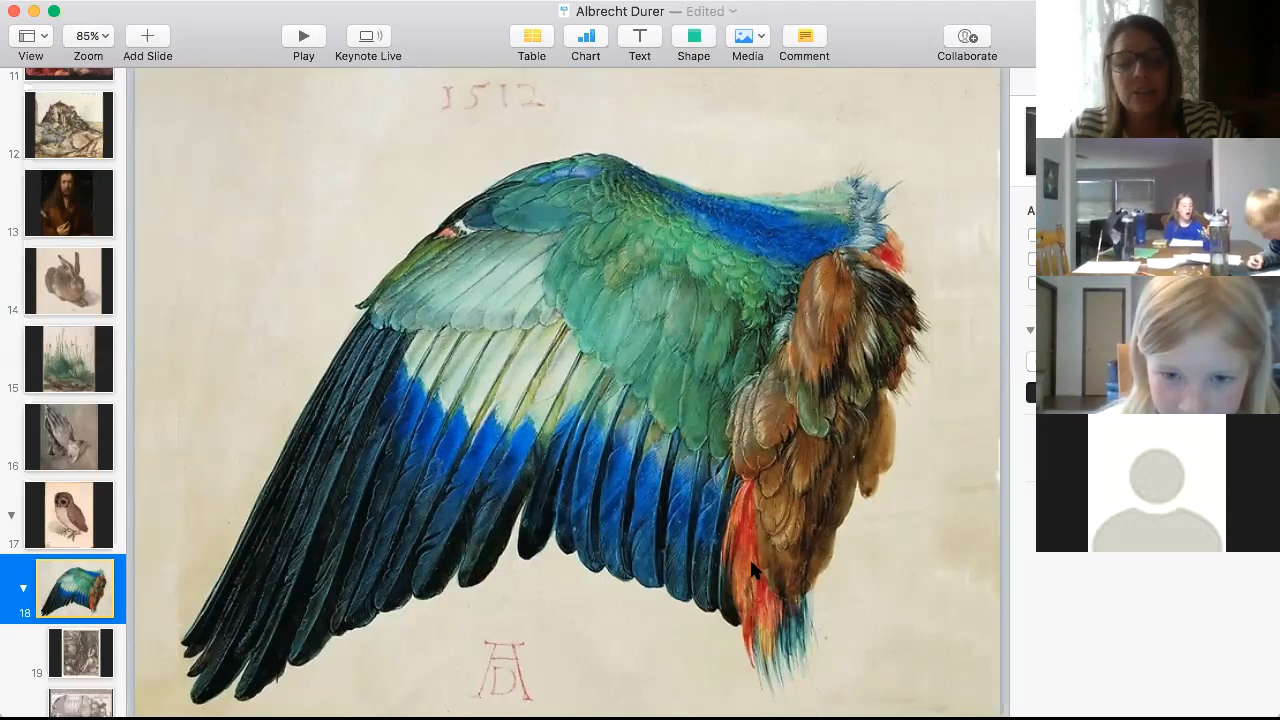 Albrecht Durer — Edited
85%
View
Zoom
Add Slide
Play
Keynote Live
Table
Chart
Text
Shape
Media
Comment
Collaborate
11
12
13
14
15
16
17
18
19
1512
AD
A